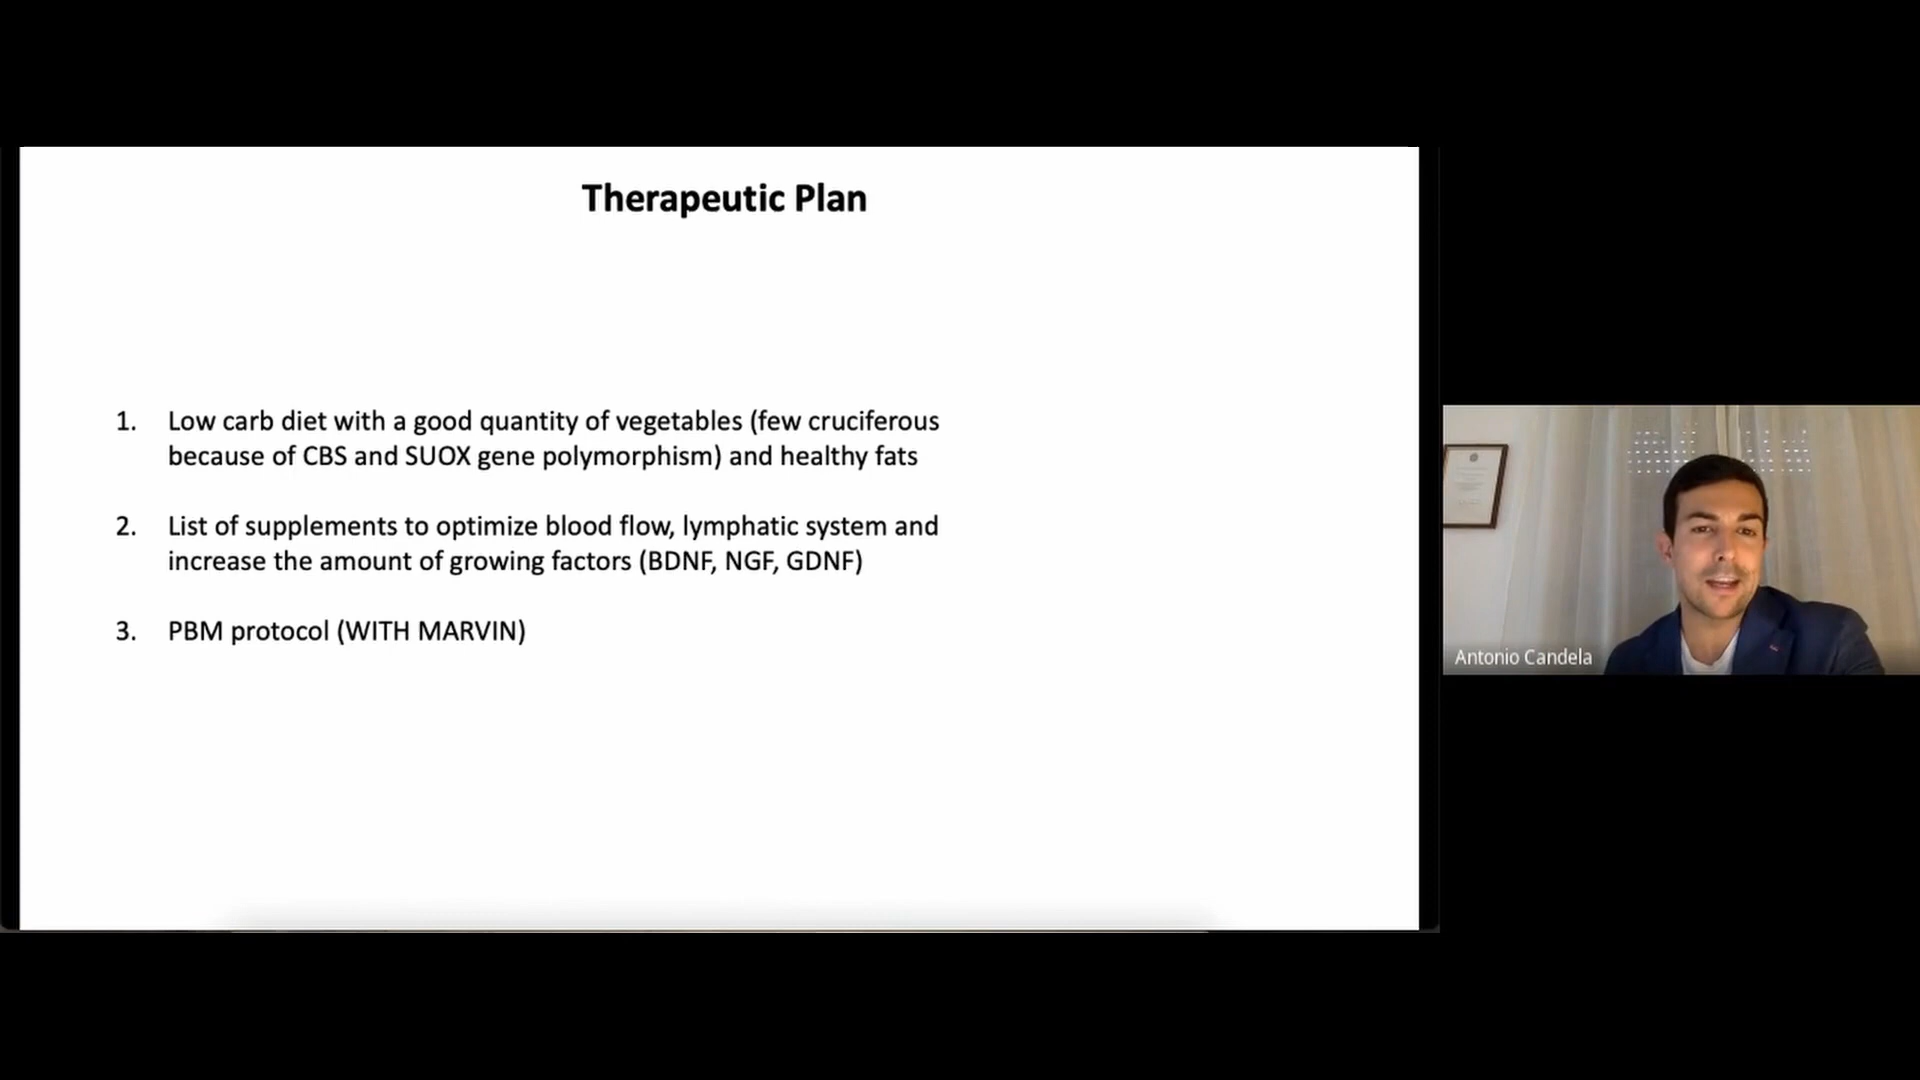 Therapeutic Plan
1. Low carb diet with a good quantity of vegetables (few cruciferous
because of CBS and SUOX gene polymorphism) and healthy fats
2. List of supplements to optimize blood flow, lymphatic system and
increase the amount of growing factors (BDNF, NGF, GDNF)
3. PBM protocol (WITH MARVIN)
Antonio Candela